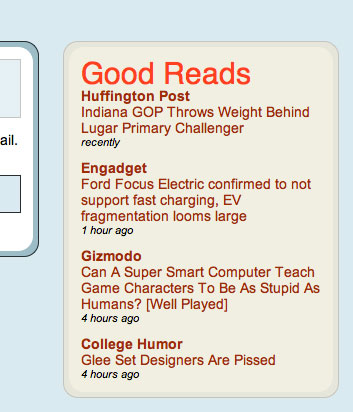 ail.
Good Reads
Huffington Post
Indiana GOP Throws Weight Behind
Lugar Primary Challenger
recently
Engadget
Ford Focus Electric confirmed to not
support fast charging, EV
fragmentation looms large
1 hour ago
Gizmodo
Can A Super Smart Computer Teach
Game Characters To Be As Stupid As
Humans? [Well Played]
4 hours ago
College Humor
Glee Set Designers Are Pissed
4 hours ago